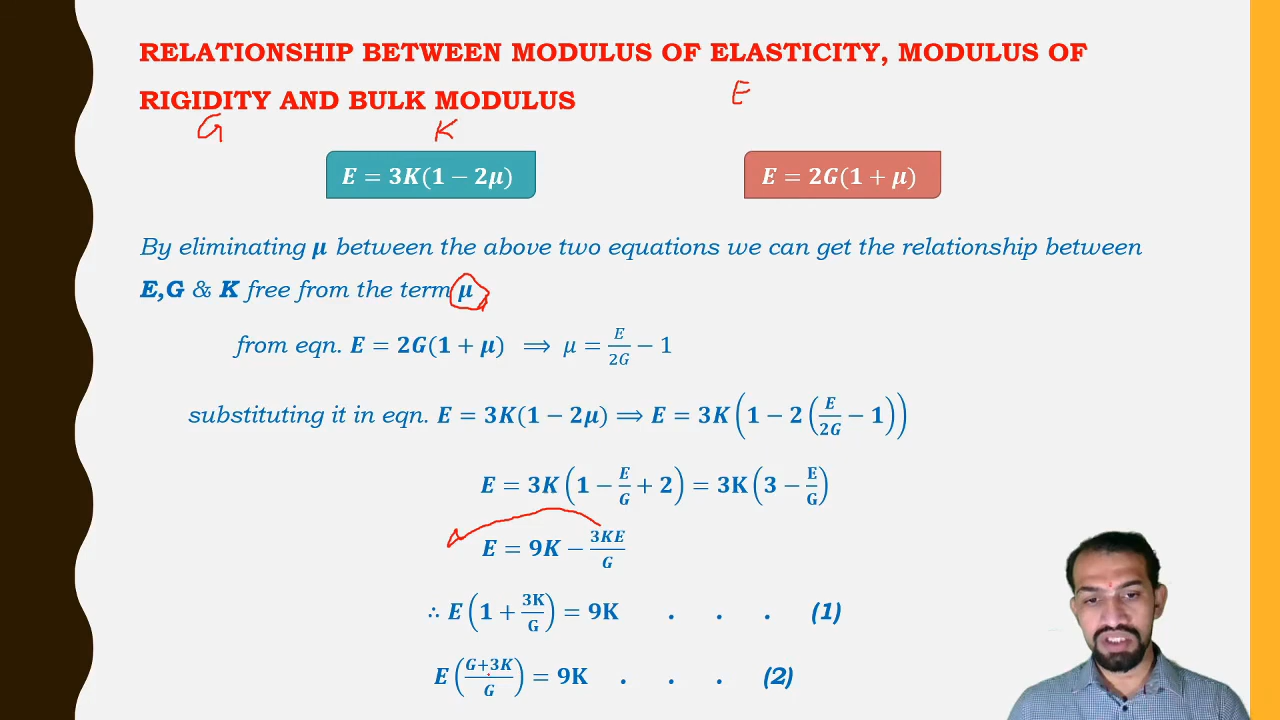 RELATIONSHIP BETWEEN MODULUS OF ELASTICITY, MODULUS OF
E
RIGIDITY AND BULK MODULUS
G K
E = 3K(1 − 2μ) E = 2G(1 + μ)
By eliminating μ between the above two equations we can get the relationship between
E,G & K free from the term μ
from eqn. E = 2G(1 + μ) ⟹ μ = E/2G − 1
substituting it in eqn. E = 3K(1 − 2μ) ⟹ E = 3K(1 − 2(E/2G − 1))
E = 3K(1 − E/G + 2) = 3K(3 − E/G)
E = 9K − 3KE/G
∴ E(1 + 3K/G) = 9K . . . (1)
E(G+3K/G) = 9K . . . (2)